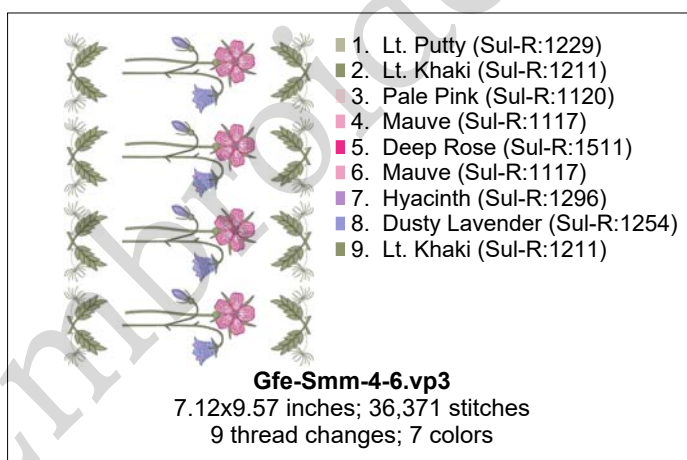 1. Lt. Putty (Sul-R:1229)
2. Lt. Khaki (Sul-R:1211)
3. Pale Pink (Sul-R:1120)
4. Mauve (Sul-R:1117)
5. Deep Rose (Sul-R:1511)
6. Mauve (Sul-R:1117)
7. Hyacinth (Sul-R:1296)
8. Dusty Lavender (Sul-R:1254)
9. Lt. Khaki (Sul-R:1211)
Gfe-Smm-4-6.vp3
7.12x9.57 inches; 36,371 stitches
9 thread changes; 7 colors